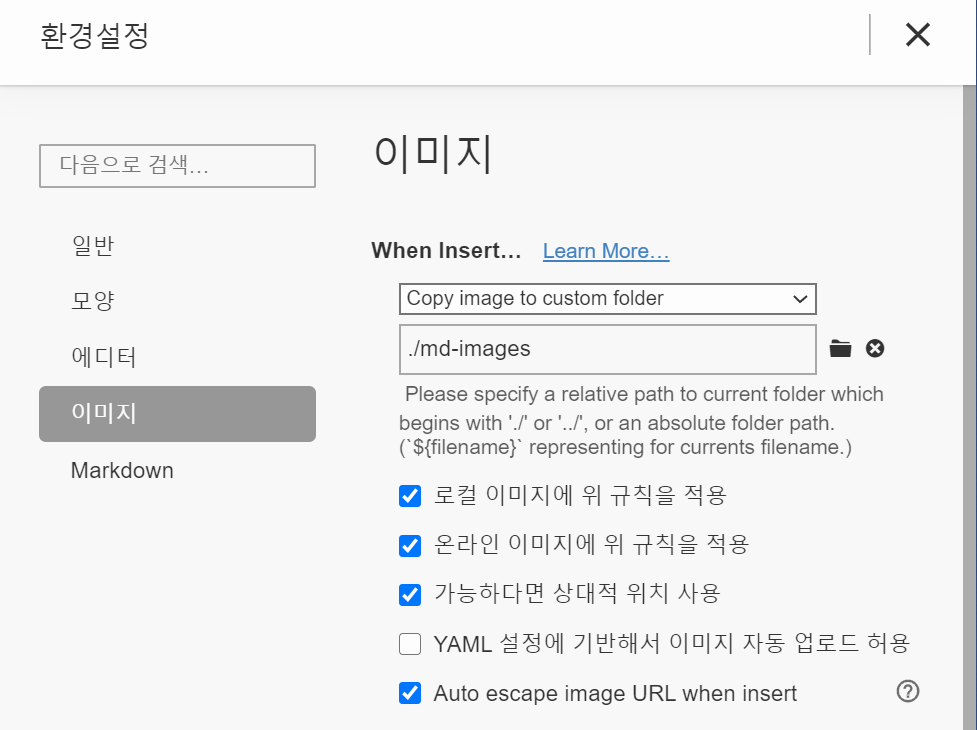 환경설정
다음으로 검색...
일반
모양
에디터
이미지
Markdown
이미지
When Insert... Learn More...
Copy image to custom folder
./md-images
Please specify a relative path to current folder which
begins with './' or '../', or an absolute folder path.
(`${filename}` representing for currents filename.)
로컬 이미지에 위 규칙을 적용
온라인 이미지에 위 규칙을 적용
가능하다면 상대적 위치 사용
YAML 설정에 기반해서 이미지 자동 업로드 허용
Auto escape image URL when insert